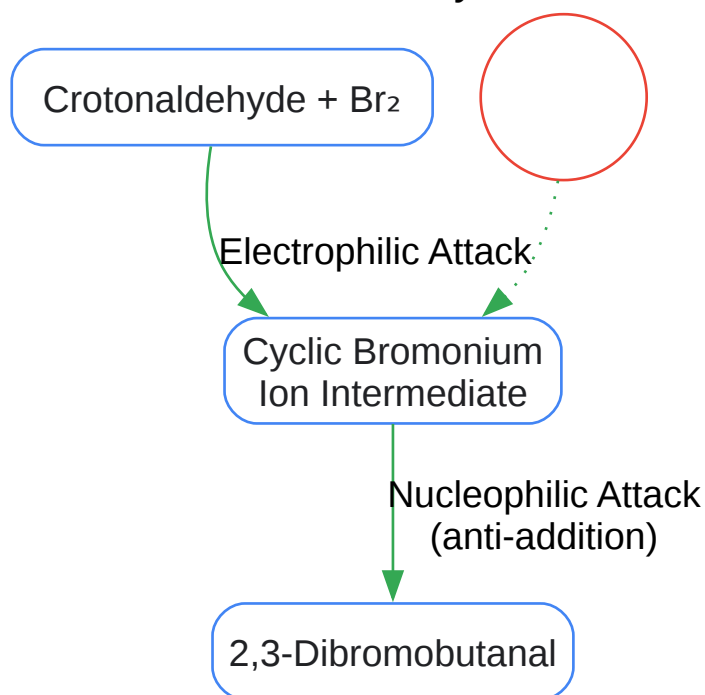 Crotonaldehyde + Br₂
Electrophilic Attack
Cyclic Bromonium
Ion Intermediate
Nucleophilic Attack
(anti-addition)
2,3-Dibromobutanal